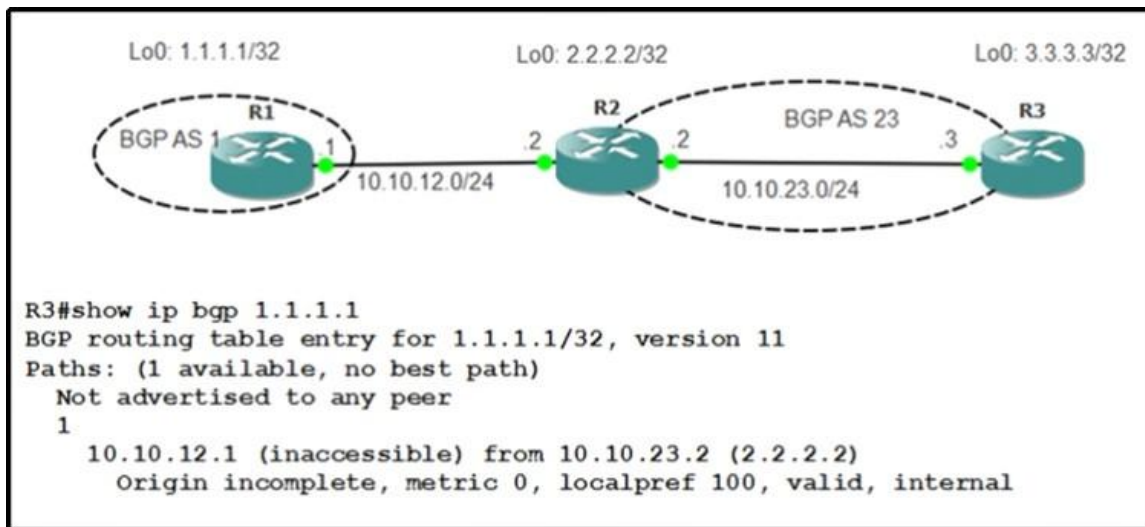 Lo0: 1.1.1.1/32
Lo0: 2.2.2.2/32
Lo0: 3.3.3.3/32
R1
R2
R3
BGP AS 1
BGP AS 23
.1
.2
.2
.3
10.10.12.0/24
10.10.23.0/24
R3#show ip bgp 1.1.1.1
BGP routing table entry for 1.1.1.1/32, version 11
Paths: (1 available, no best path)
Not advertised to any peer
1
10.10.12.1 (inaccessible) from 10.10.23.2 (2.2.2.2)
Origin incomplete, metric 0, localpref 100, valid, internal